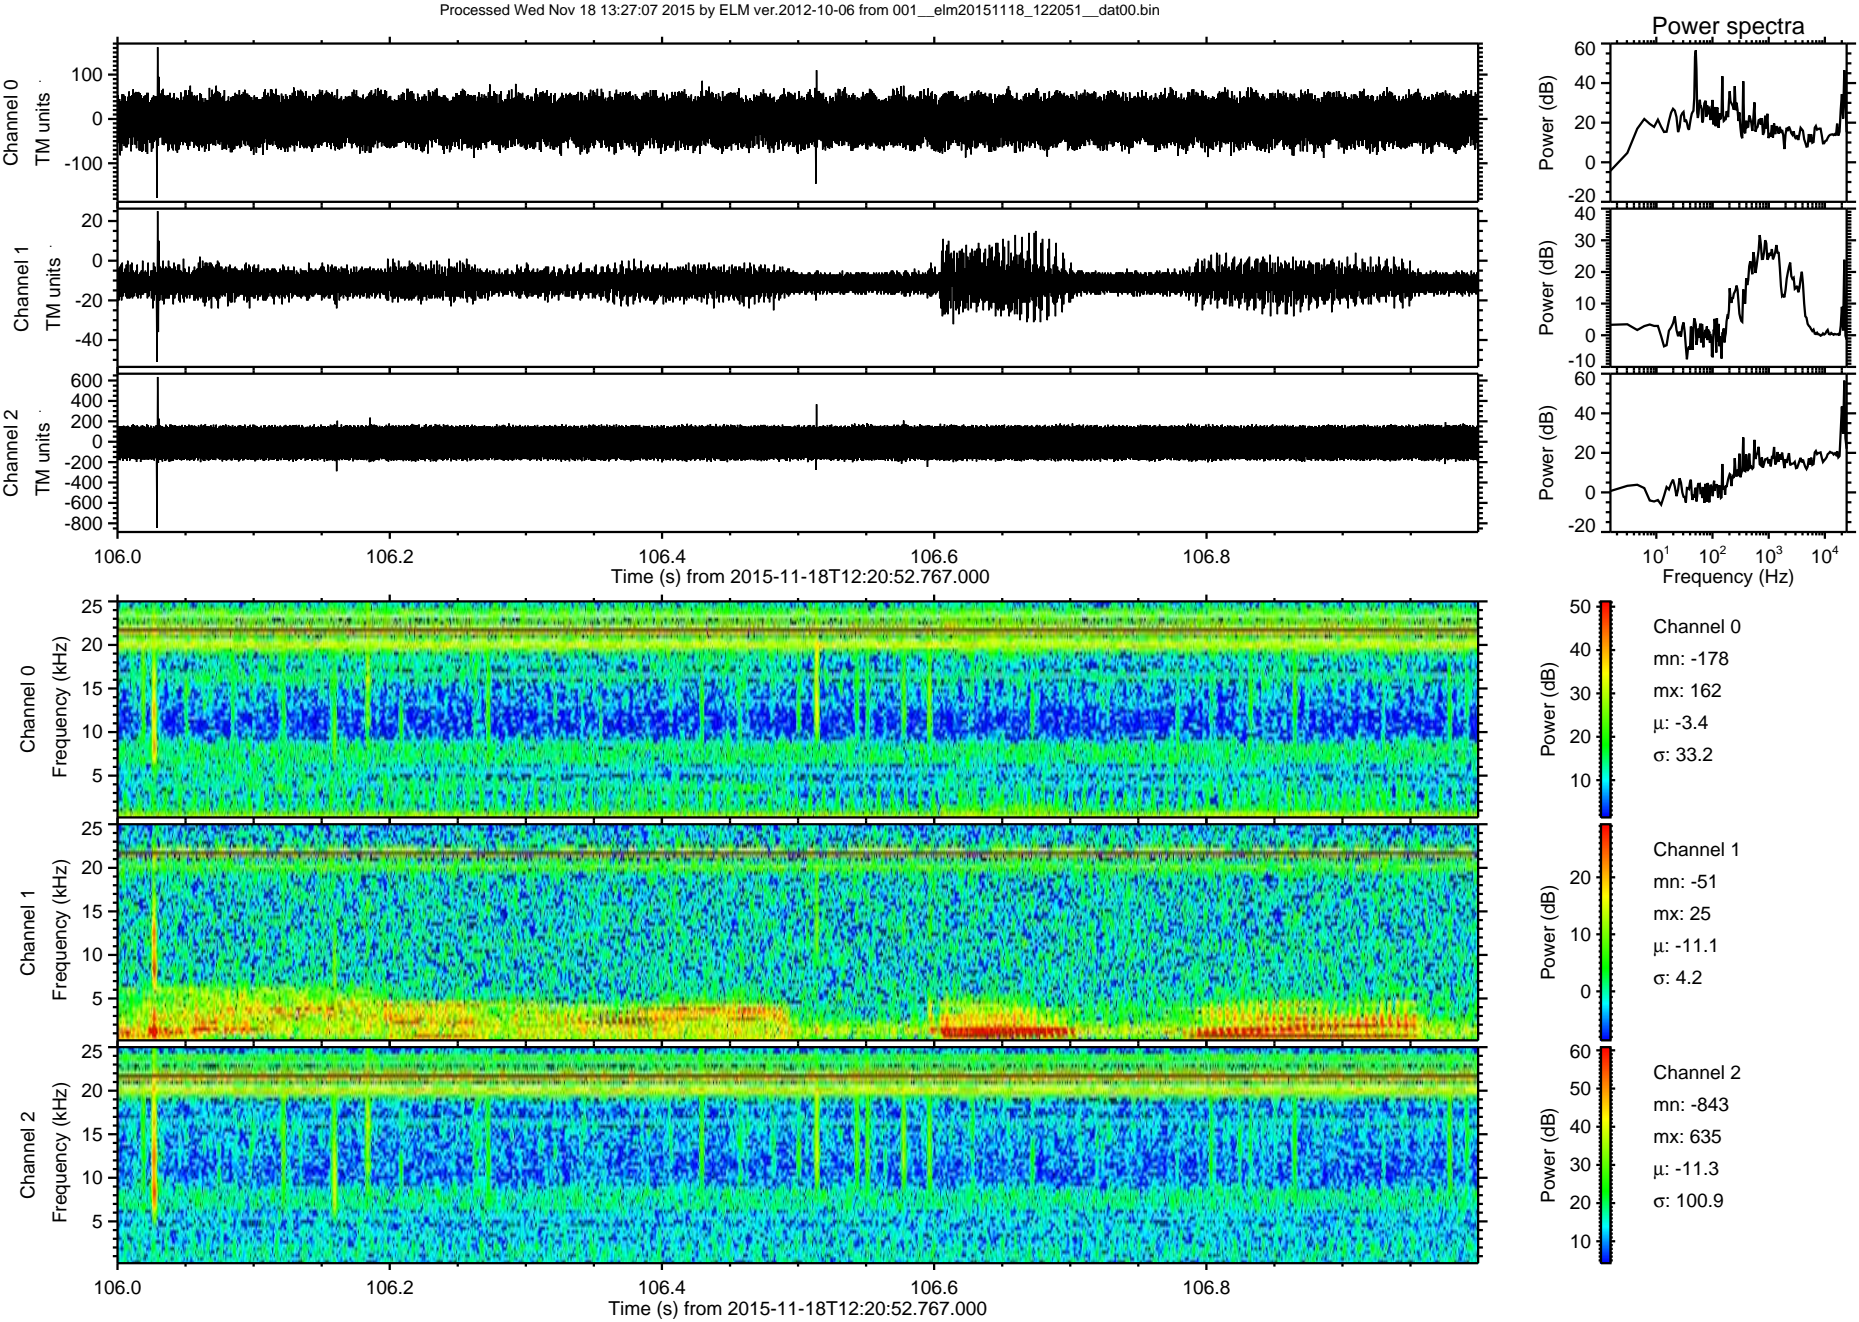 Processed Wed Nov 18 13:27:07 2015 by ELM ver.2012-10-06 from 001__elm20151118_122051__dat00.bin
Power spectra
Channel 0
TM units
100
0
-100
Power (dB)
60
40
20
0
-20
Channel 1
TM units
20
0
-20
-40
Power (dB)
40
30
20
10
0
-10
Channel 2
TM units
600
400
200
0
-200
-400
-600
-800
Power (dB)
60
40
20
0
-20
106.0 106.2 106.4 106.6 106.8
Time (s) from 2015-11-18T12:20:52.767.000
10¹ 10² 10³ 10⁴
Frequency (Hz)
Channel 0
Frequency (kHz)
25
20
15
10
5
Power (dB)
50
40
30
20
10
Channel 0
mn: -178
mx: 162
μ: -3.4
σ: 33.2
Channel 1
Frequency (kHz)
25
20
15
10
5
Power (dB)
20
10
0
Channel 1
mn: -51
mx: 25
μ: -11.1
σ: 4.2
Channel 2
Frequency (kHz)
25
20
15
10
5
Power (dB)
60
50
40
30
20
10
Channel 2
mn: -843
mx: 635
μ: -11.3
σ: 100.9
106.0 106.2 106.4 106.6 106.8
Time (s) from 2015-11-18T12:20:52.767.000